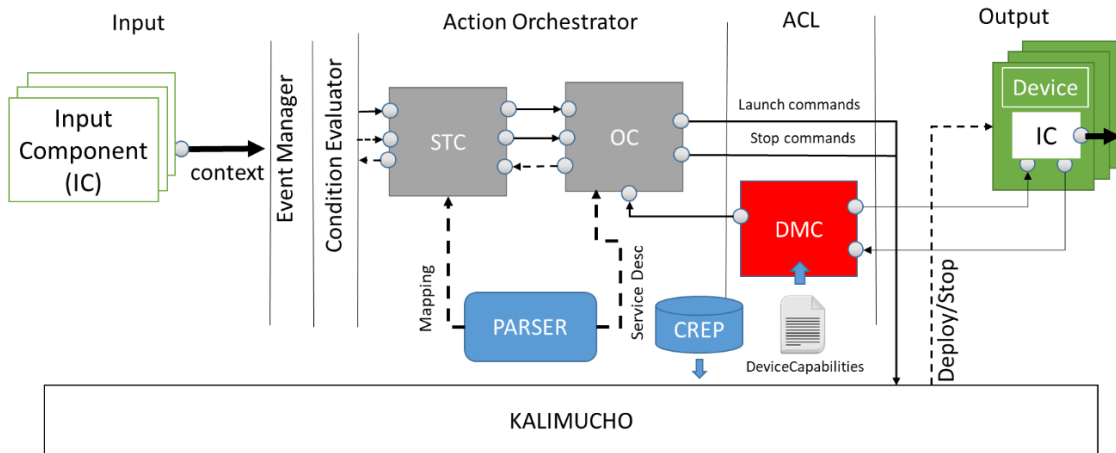 Input
Action Orchestrator
ACL
Output
Input
Component
(IC)
context
Event Manager
Condition Evaluator
STC
OC
Launch commands
Stop commands
Device
IC
DMC
Mapping
Service Desc
PARSER
CREP
DeviceCapabilities
Deploy/Stop
KALIMUCHO